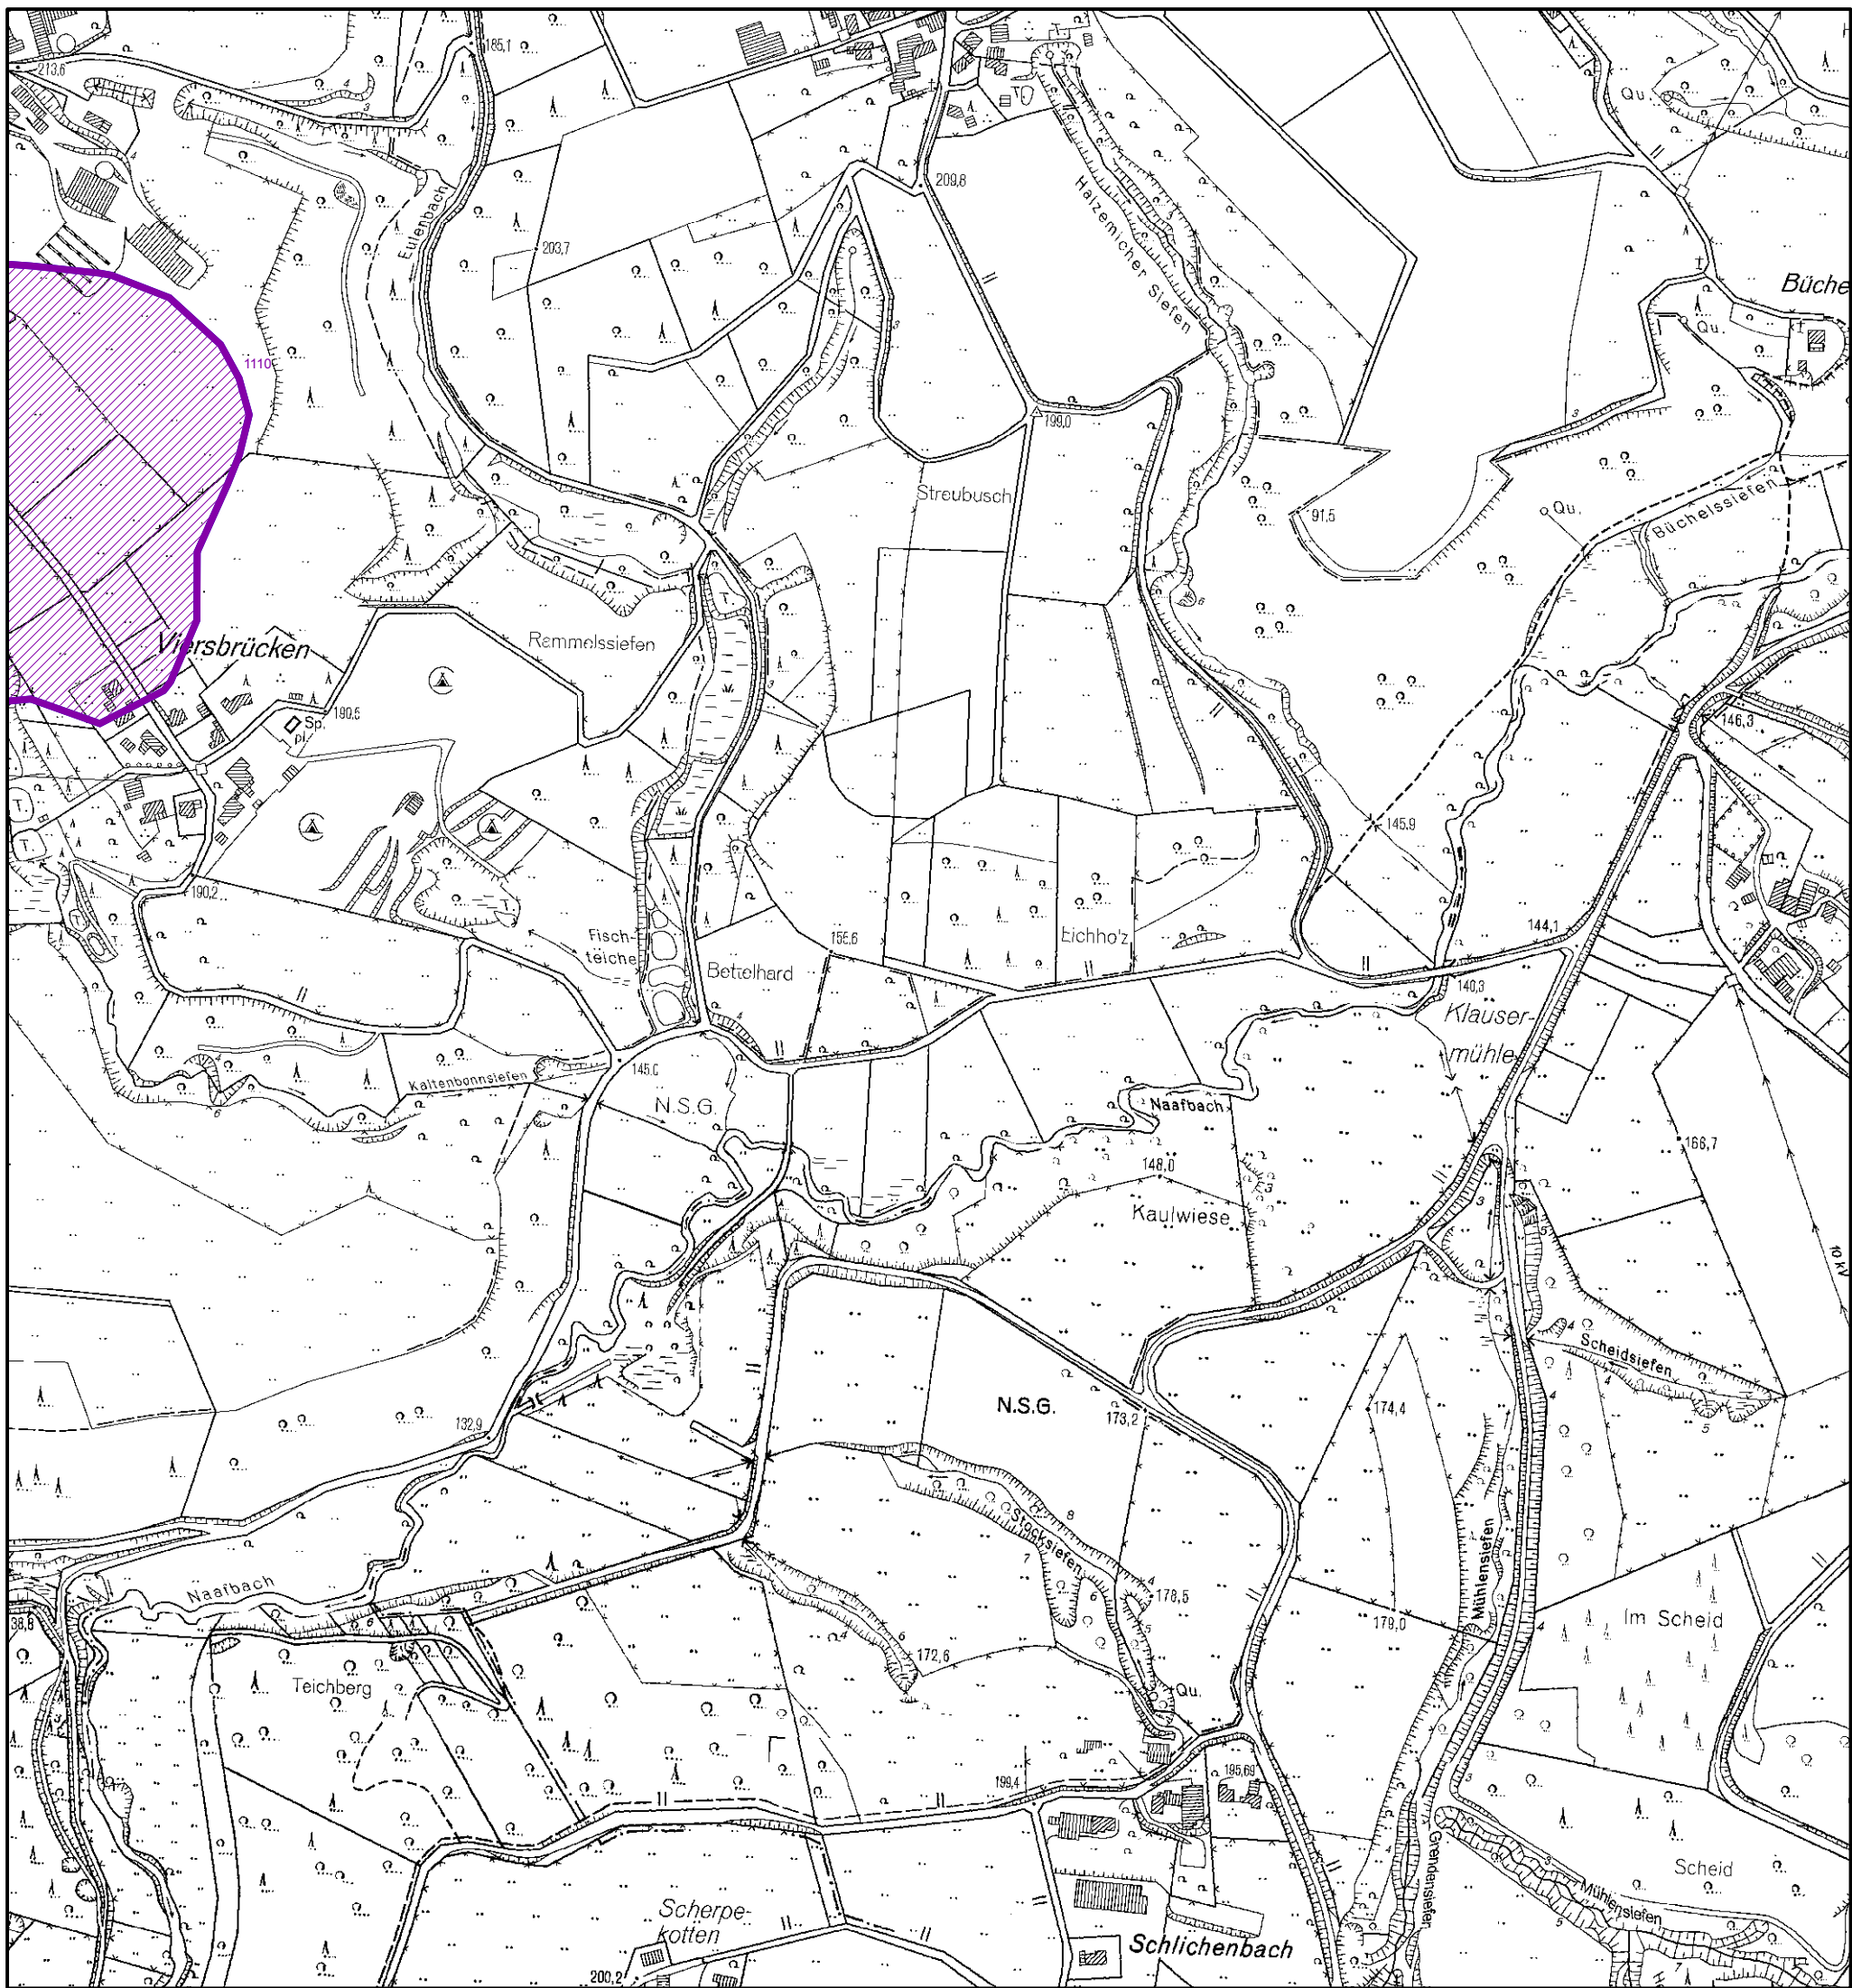 185,1
213,6
Qu.
209,8
Eulenbach
Halzemicher Siefen
203,7
Büche
Qu.
1110
199,0
Streubusch
91,5
Qu.
Büchelssiefen
Viersbrücken
Rammelssiefen
190,5
Sp.
pl.
146,3
T.
145,9
T.
190,2
T.
Fisch-
teiche
Bettelhard
155,6
Eichholz
144,1
140,3
Klauser-
mühle
Kaltenbonnsiefen
145,0
N.S.G.
Naafbach
166,7
148,0
Kaulwiese
10 kV
Scheidsiefen
N.S.G.
173,2
174,4
132,9
Stocksiefen
Mühlensiefen
178,5
179,0
Naafbach
38,8
Im Scheid
172,6
Teichberg
Qu.
199,4
195,69
Grendensiefen
Scheid
Mühlensiefen
Scherpe-
kotten
Schlichenbach
200,2